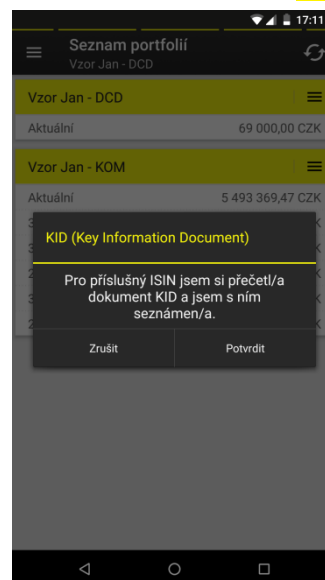 17:11
Seznam portfolií
Vzor Jan - DCD
Vzor Jan - DCD
Aktuální 69 000,00 CZK
Vzor Jan - KOM
Aktuální 5 493 369,47 CZK
KID (Key Information Document)
Pro příslušný ISIN jsem si přečetl/a
dokument KID a jsem s ním
seznámen/a.
Zrušit Potvrdit